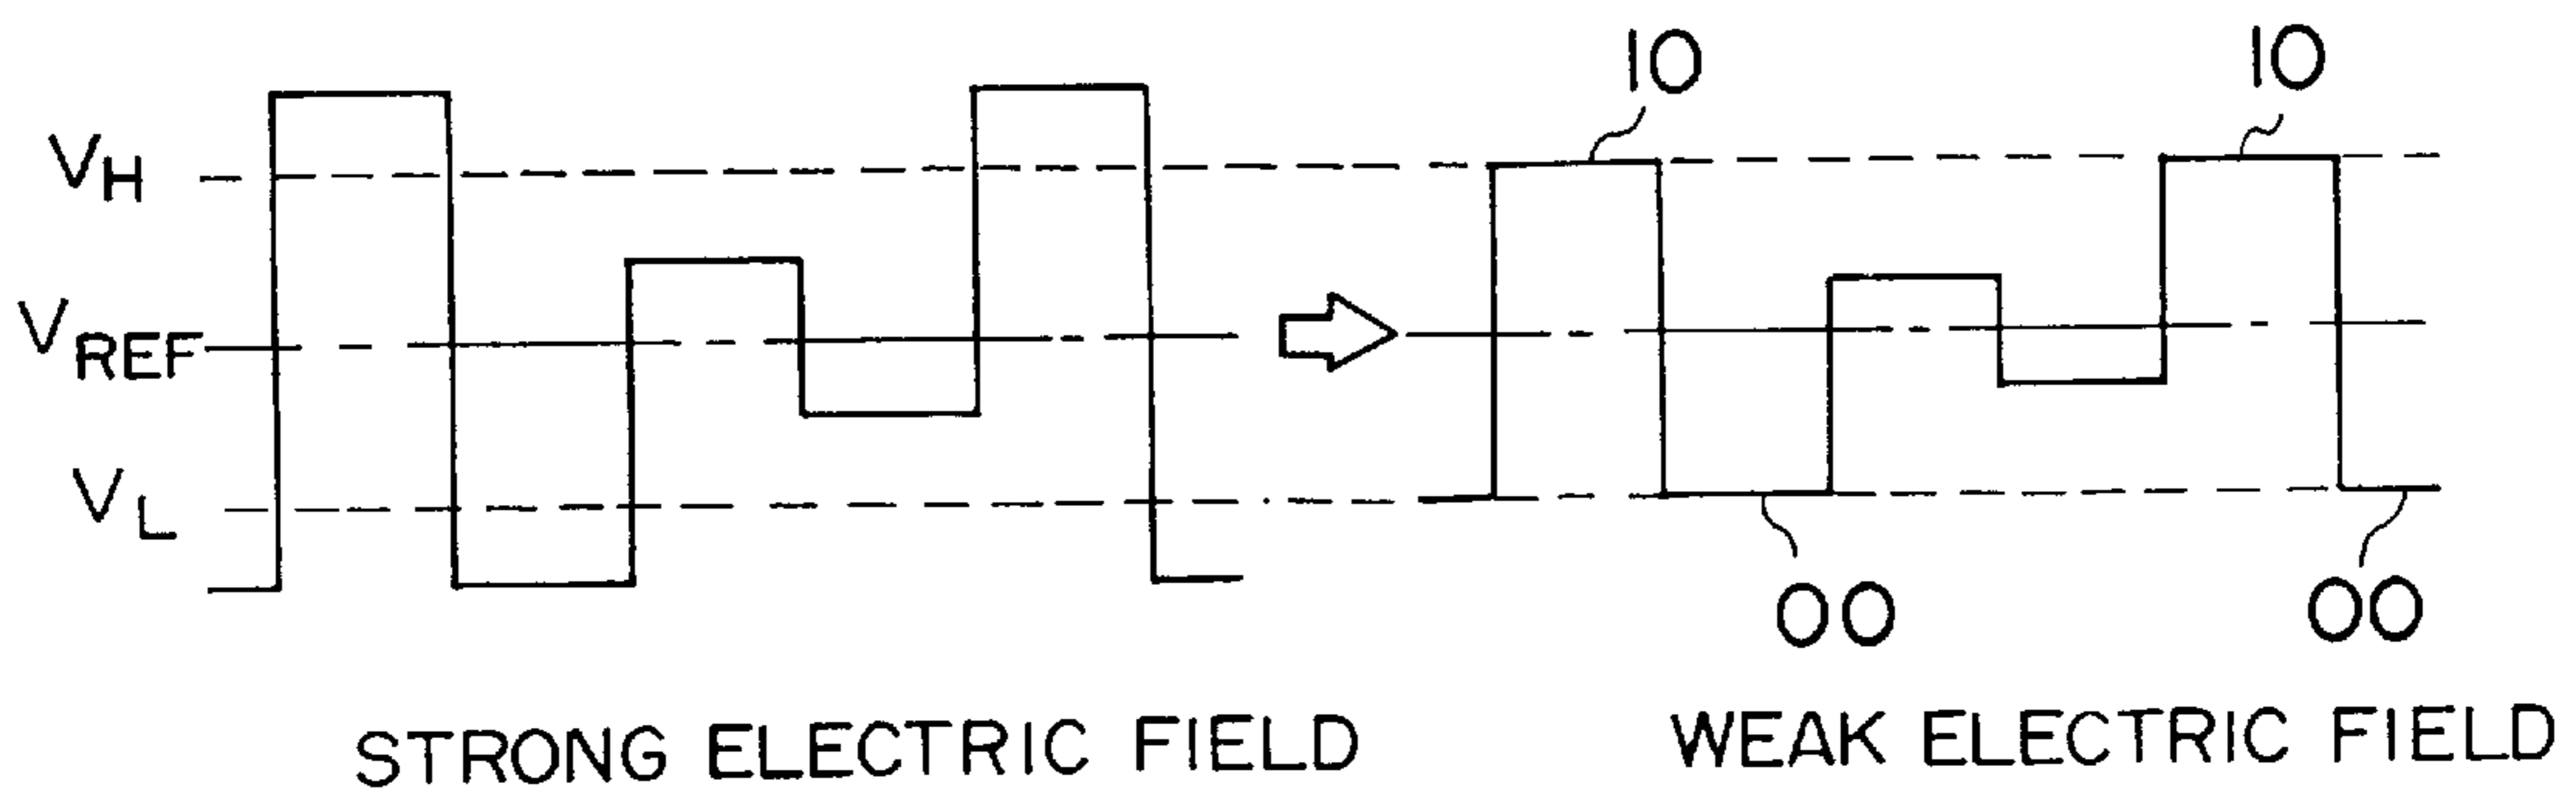 10
10
VH
VREF
VL
00
00
STRONG ELECTRIC FIELD
WEAK ELECTRIC FIELD